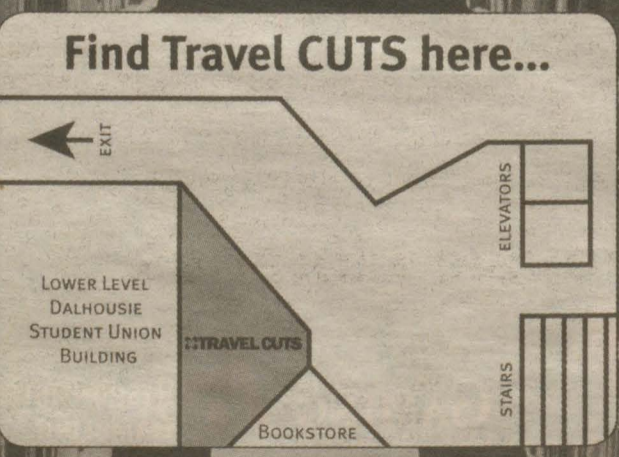 Find Travel CUTS here...
EXIT
ELEVATORS
LOWER LEVEL
DALHOUSIE
STUDENT UNION
BUILDING
TRAVEL CUTS
STAIRS
BOOKSTORE